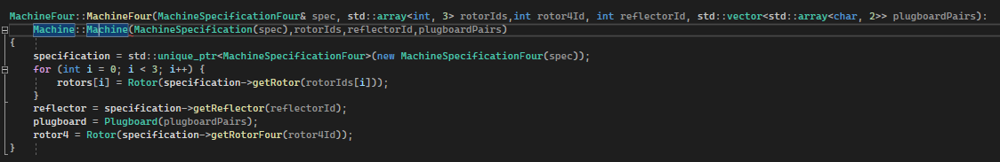 MachineFour::MachineFour(MachineSpecificationFour& spec, std::array<int, 3> rotorIds,int rotor4Id, int reflectorId, std::vector<std::array<char, 2>> plugboardPairs):
    Machine::Machine(MachineSpecification(spec),rotorIds,reflectorId,plugboardPairs)
{
    specification = std::unique_ptr<MachineSpecificationFour>(new MachineSpecificationFour(spec));
    for (int i = 0; i < 3; i++) {
        rotors[i] = Rotor(specification->getRotor(rotorIds[i]));
    }
    reflector = specification->getReflector(reflectorId);
    plugboard = Plugboard(plugboardPairs);
    rotor4 = Rotor(specification->getRotorFour(rotor4Id));
}